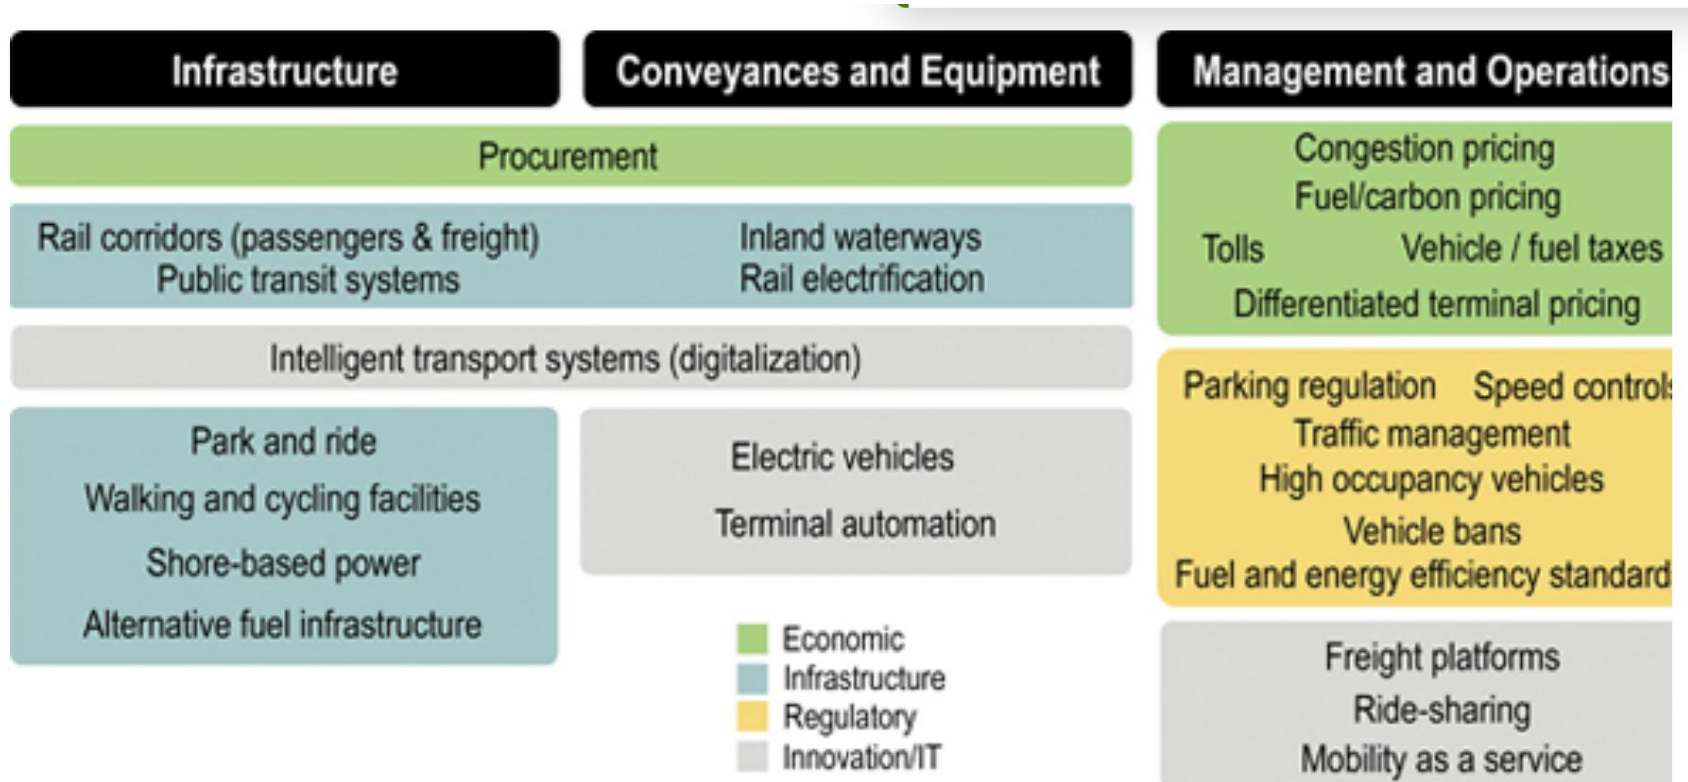 Infrastructure
Conveyances and Equipment
Management and Operations
Procurement
Rail corridors (passengers & freight)
Public transit systems
Inland waterways
Rail electrification
Intelligent transport systems (digitalization)
Park and ride
Walking and cycling facilities
Shore-based power
Alternative fuel infrastructure
Electric vehicles
Terminal automation
Economic
Infrastructure
Regulatory
Innovation/IT
Congestion pricing
Fuel/carbon pricing
Tolls Vehicle / fuel taxes
Differentiated terminal pricing
Parking regulation Speed controls
Traffic management
High occupancy vehicles
Vehicle bans
Fuel and energy efficiency standard
Freight platforms
Ride-sharing
Mobility as a service